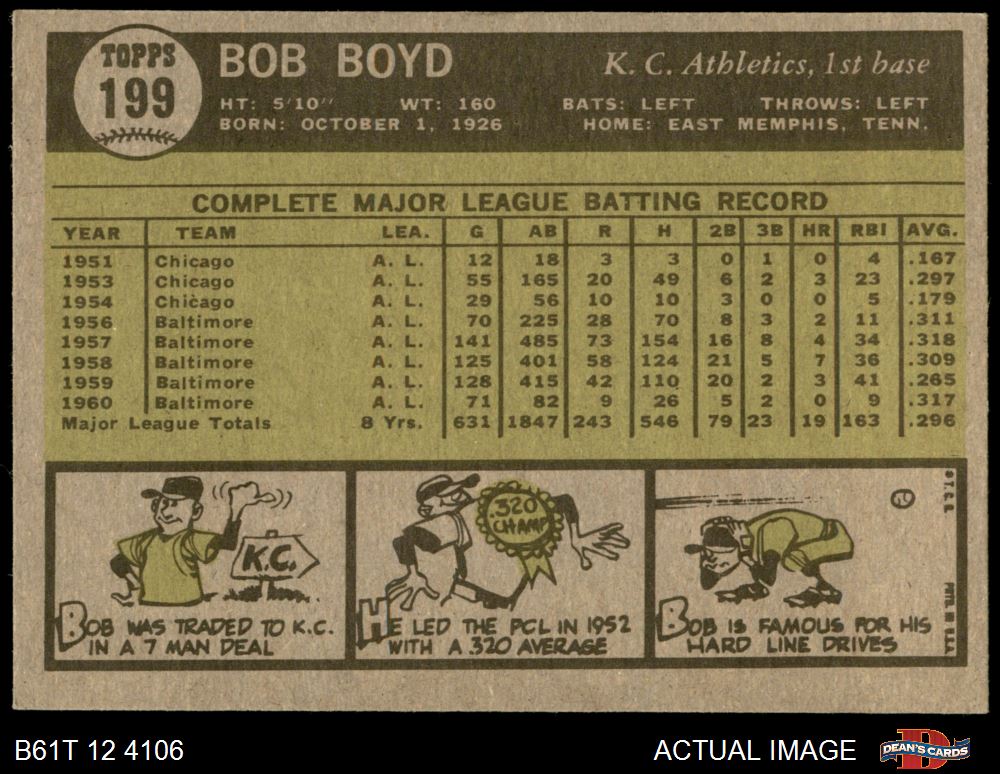 TOPPS
199
BOB BOYD
K. C. Athletics, 1st base
HT: 5'10" WT: 160 BATS: LEFT THROWS: LEFT
BORN: OCTOBER 1, 1926 HOME: EAST MEMPHIS, TENN.
COMPLETE MAJOR LEAGUE BATTING RECORD
YEAR TEAM LEA. G AB R H 2B 3B HR RBI AVG.
1951 Chicago A. L. 12 18 3 3 0 1 0 4 .167
1953 Chicago A. L. 55 165 20 49 6 2 3 23 .297
1954 Chicago A. L. 29 56 10 10 3 0 0 5 .179
1956 Baltimore A. L. 70 225 28 70 8 3 2 11 .311
1957 Baltimore A. L. 141 485 73 154 16 8 4 34 .318
1958 Baltimore A. L. 125 401 58 124 21 5 7 36 .309
1959 Baltimore A. L. 128 415 42 110 20 2 3 41 .265
1960 Baltimore A. L. 71 82 9 26 5 2 0 9 .317
Major League Totals 8 Yrs. 631 1847 243 546 79 23 19 163 .296
K.C.
BOB WAS TRADED TO K.C.
IN A 7 MAN DEAL
.320
CHAMP
HE LED THE PCL IN 1952
WITH A .320 AVERAGE
BOB IS FAMOUS FOR HIS
HARD LINE DRIVES
B61T 12 4106
ACTUAL IMAGE
DEAN'S CARDS